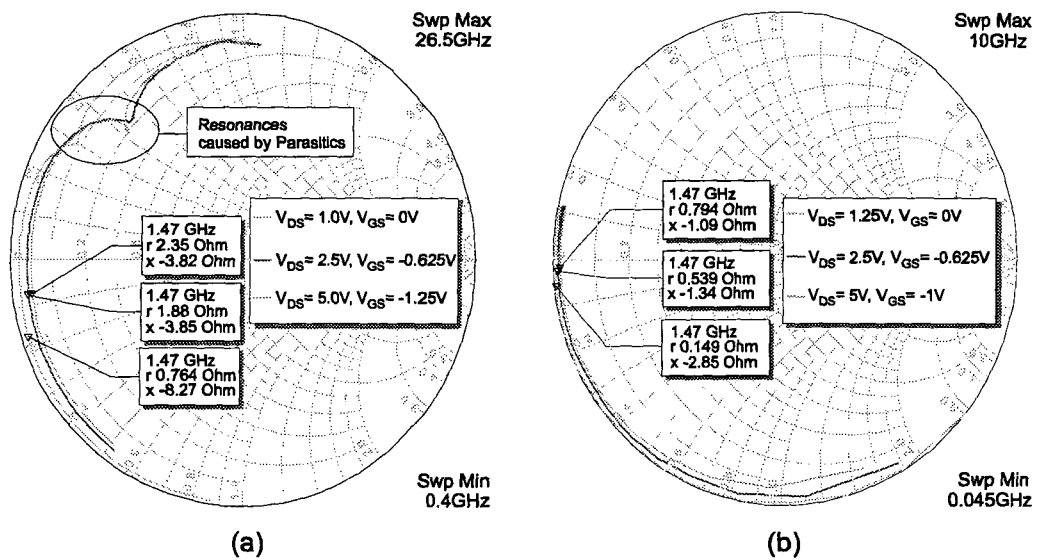 Swp Max
26.5GHz
Resonances
caused by Parasitics
1.47 GHz
r 2.35 Ohm
x -3.82 Ohm
1.47 GHz
r 1.88 Ohm
x -3.85 Ohm
1.47 GHz
r 0.764 Ohm
x -8.27 Ohm
VDS= 1.0V, VGS= 0V
VDS= 2.5V, VGS= -0.625V
VDS= 5.0V, VGS= -1.25V
Swp Min
0.4GHz
(a)
Swp Max
10GHz
1.47 GHz
r 0.794 Ohm
x -1.09 Ohm
1.47 GHz
r 0.539 Ohm
x -1.34 Ohm
1.47 GHz
r 0.149 Ohm
x -2.85 Ohm
VDS= 1.25V, VGS= 0V
VDS= 2.5V, VGS= -0.625V
VDS= 5V, VGS= -1V
Swp Min
0.045GHz
(b)